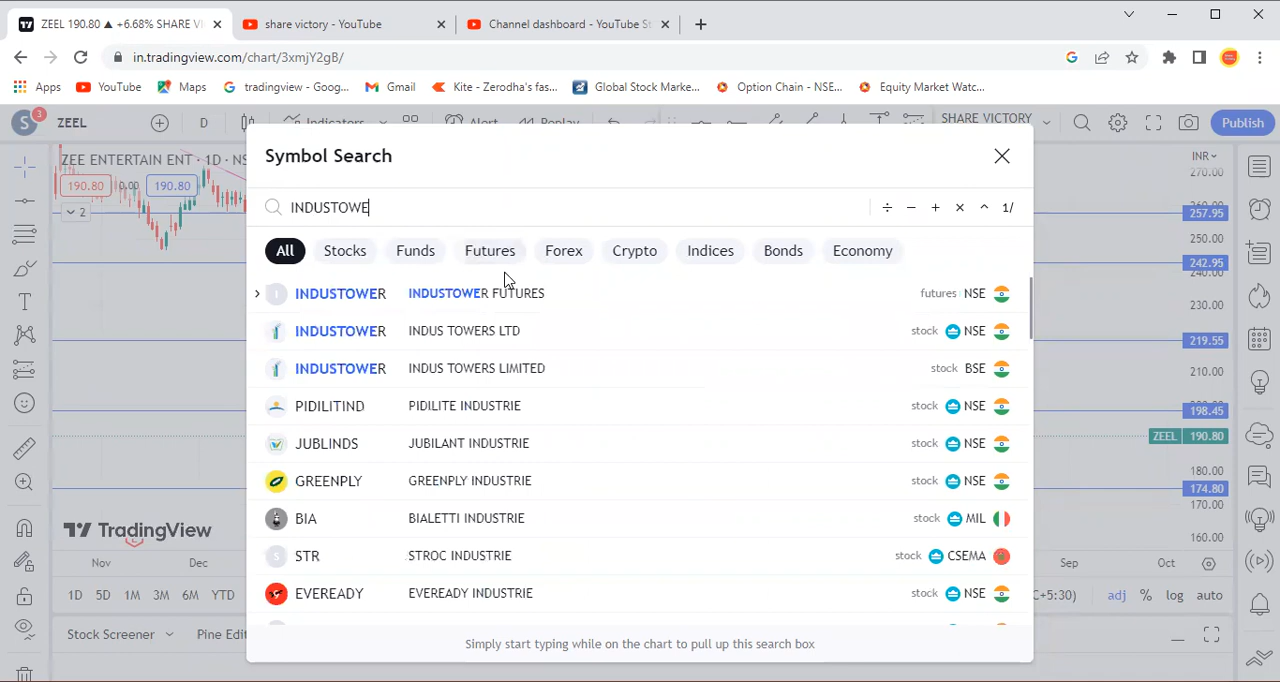 ZEEL 190.80 ▲ +6.68% SHARE VI
share victory - YouTube
Channel dashboard - YouTube St
in.tradingview.com/chart/3xmjY2gB/
Apps YouTube Maps tradingview - Goog... Gmail Kite - Zerodha's fas... Global Stock Marke... Option Chain - NSE... Equity Market Watc...
S 3 ZEEL D Indicators Alert Replay SHARE VICTORY Publish
ZEE ENTERTAIN ENT · 1D · NS
190.80 0.00 190.80
2
Symbol Search
INDUSTOWE
÷ − + × 1/
All Stocks Funds Futures Forex Crypto Indices Bonds Economy
INDUSTOWER INDUSTOWER FUTURES futures NSE
INDUSTOWER INDUS TOWERS LTD stock NSE
INDUSTOWER INDUS TOWERS LIMITED stock BSE
PIDILITIND PIDILITE INDUSTRIE stock NSE
JUBLINDS JUBILANT INDUSTRIE stock NSE
GREENPLY GREENPLY INDUSTRIE stock NSE
BIA BIALETTI INDUSTRIE stock MIL
S STR STROC INDUSTRIE stock CSEMA
EVEREADY EVEREADY INDUSTRIE stock NSE
Simply start typing while on the chart to pull up this search box
INR
270.00
257.95
250.00
242.95
230.00
219.55
210.00
198.45
ZEEL 190.80
180.00
174.80
170.00
160.00
TradingView
Nov Dec Sep Oct
1D 5D 1M 3M 6M YTD C+5:30) adj % log auto
Stock Screener Pine Edit